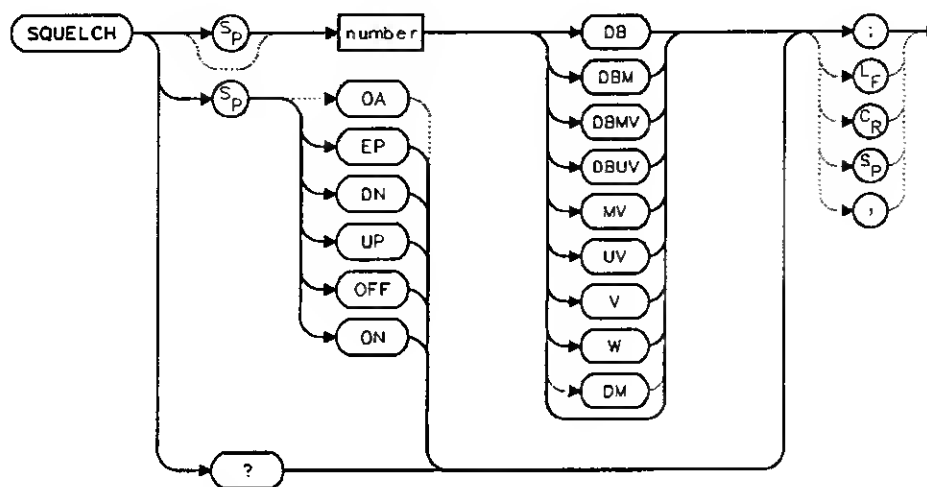 SQUELCH
SP
number
DB
;
DBM
LF
SP
OA
DBMV
CR
EP
DBUV
SP
DN
MV
,
UP
UV
OFF
V
ON
W
DM
?